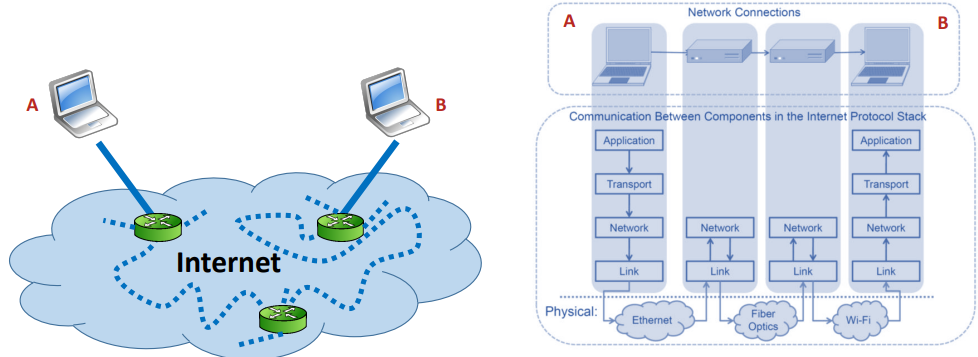 A
B
Internet
Network Connections
A
B
Communication Between Components in the Internet Protocol Stack
Application
Application
Transport
Transport
Network
Network
Network
Network
Link
Link
Link
Link
Physical:
Ethernet
Fiber
Optics
Wi-Fi